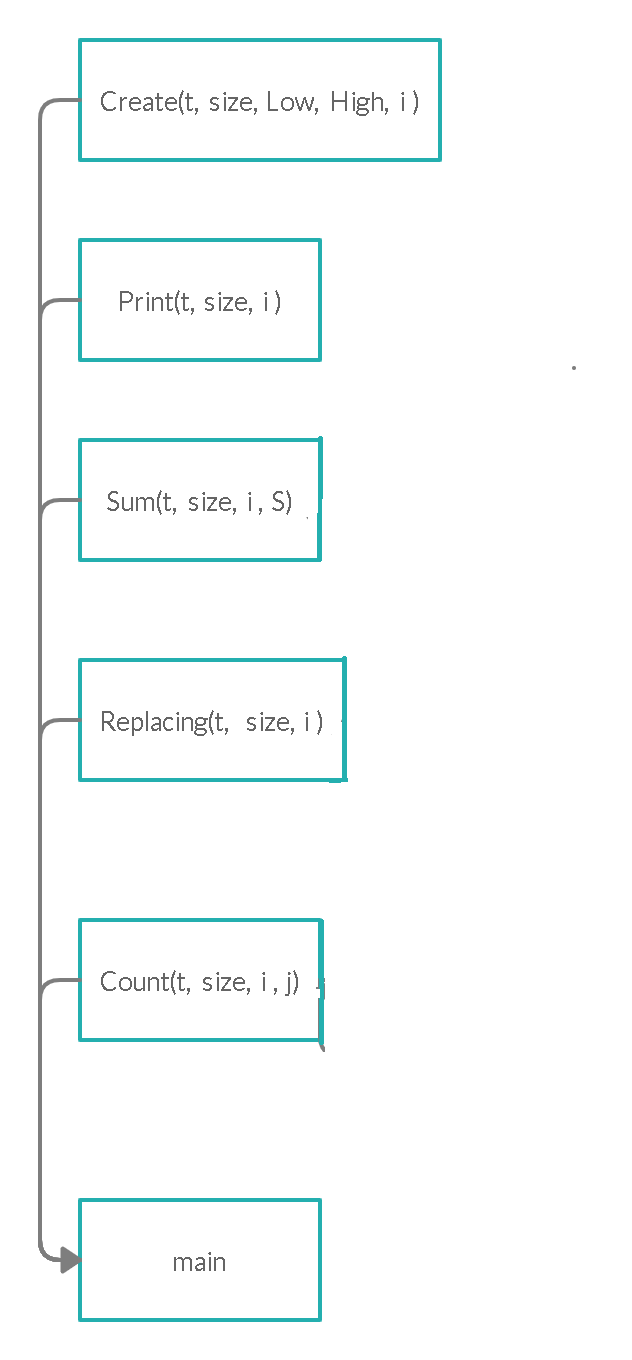 Create(t, size, Low, High, i )
Print(t, size, i )
Sum(t, size, i , S)
Replacing(t, size, i )
Count(t, size, i , j)
main